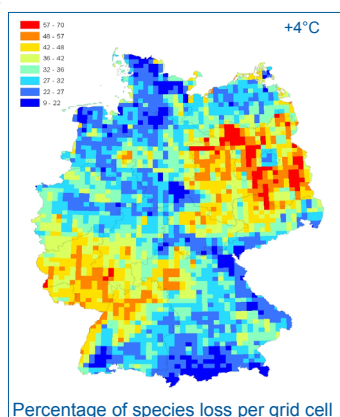 +4°C
57 - 70
48 - 57
42 - 48
36 - 42
32 - 36
27 - 32
22 - 27
9 - 22
Percentage of species loss per grid cell